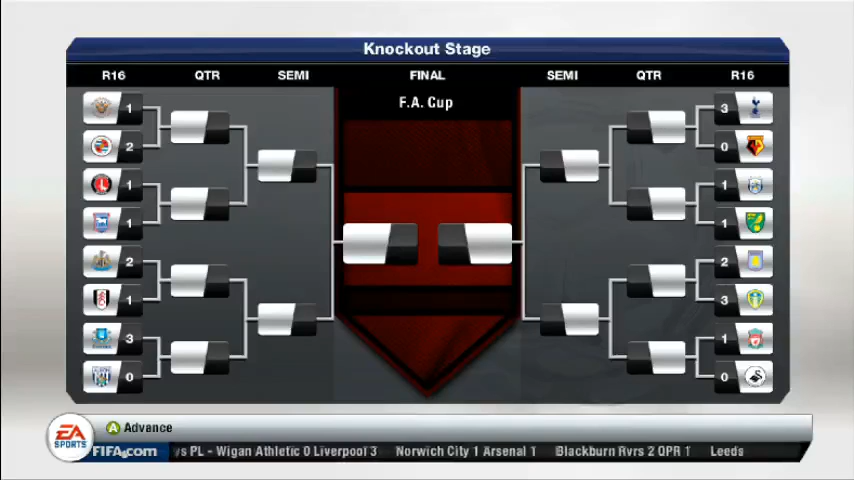 Knockout Stage
R16 QTR SEMI FINAL SEMI QTR R16
F.A. Cup
1 3
2 0
1 1
1 1
2 2
1 3
3 1
0 0
A Advance
EA SPORTS
FIFA.com
s PL - Wigan Athletic 0 Liverpool 3 Norwich City 1 Arsenal 1 Blackburn Rvrs 2 QPR 1 Leeds